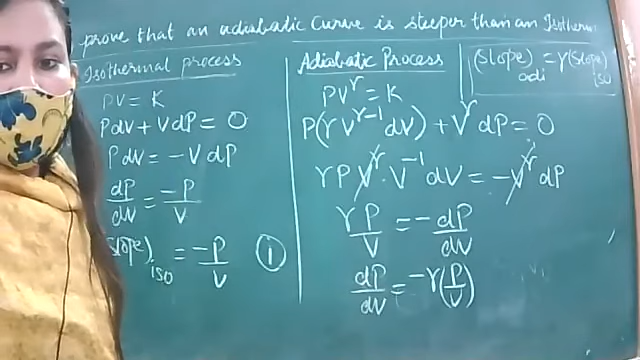 prove that an adiabatic Curve is steeper than an Isotherm
Isothermal process
PV = K
PdV + VdP = 0
PdV = -VdP
dP/dV = -P/V
Slope)iso = -P/V ①
Adiabatic Process
PV^γ = K
P(γV^γ-1 dV) + V^γ dP = 0
γP V^γ . V^-1 dV = -V^γ dP
γP/V = -dP/dV
dP/dV = -γ(P/V)
(Slope)adi = γ(Slope)iso